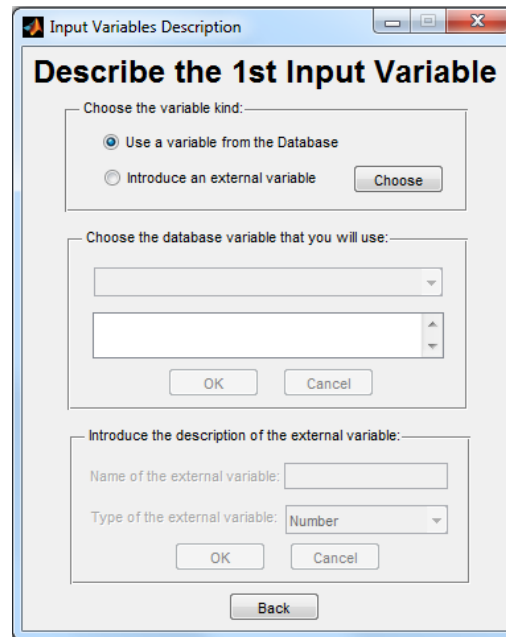 Input Variables Description
Describe the 1st Input Variable
Choose the variable kind:
Use a variable from the Database
Introduce an external variable
Choose
Choose the database variable that you will use:
OK Cancel
Introduce the description of the external variable:
Name of the external variable:
Type of the external variable: Number
OK Cancel
Back